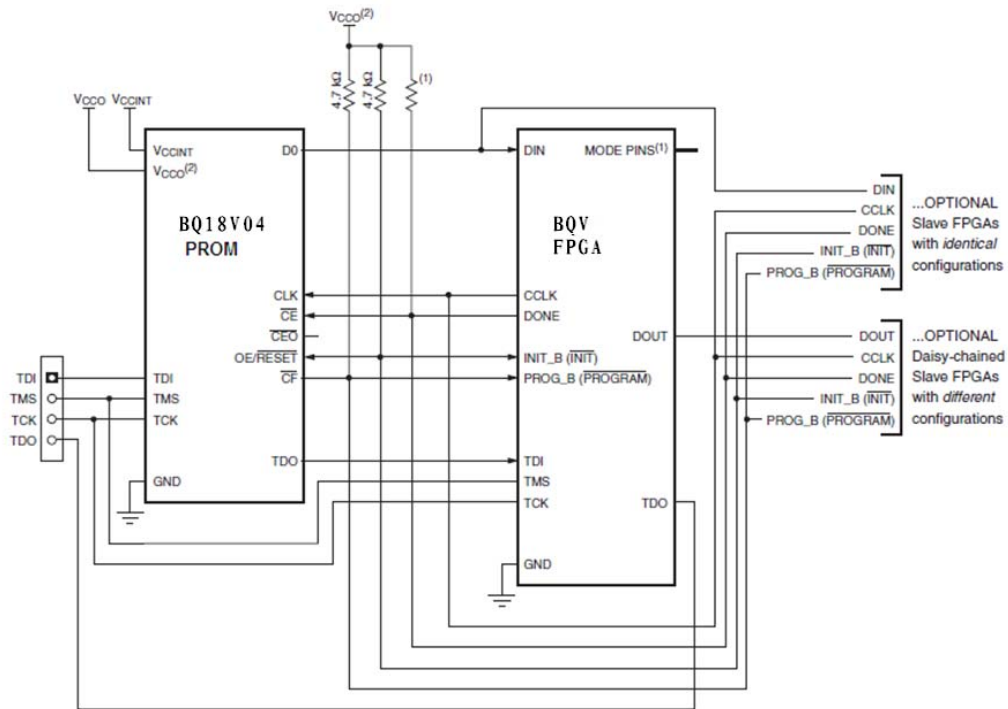 VCCO(2)
4.7 kΩ
4.7 kΩ
(1)
VCCO VCCINT
VCCINT
VCCO(2)
D0
BQ18V04
PROM
CLK
CE
CEO
OE/RESET
CF
TDI
TMS
TCK
TDO
GND
TDI
TMS
TCK
TDO
DIN
MODE PINS(1)
BQV
FPGA
CCLK
DONE
DOUT
INIT_B (INIT)
PROG_B (PROGRAM)
TDI
TMS
TCK
TDO
GND
DIN
CCLK
DONE
INIT_B (INIT)
PROG_B (PROGRAM)
...OPTIONAL
Slave FPGAs
with identical
configurations
DOUT
CCLK
DONE
INIT_B (INIT)
PROG_B (PROGRAM)
...OPTIONAL
Daisy-chained
Slave FPGAs
with different
configurations